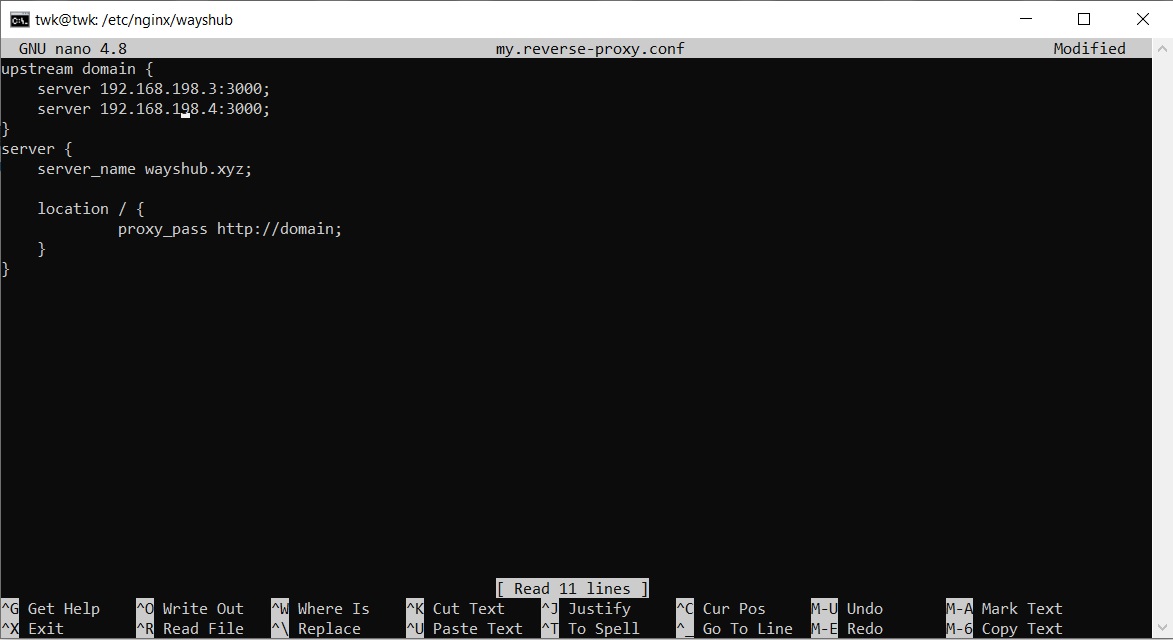 twk@twk: /etc/nginx/wayshub
GNU nano 4.8 my.reverse-proxy.conf Modified
upstream domain {
    server 192.168.198.3:3000;
    server 192.168.198.4:3000;
}
server {
    server_name wayshub.xyz;

    location / {
             proxy_pass http://domain;
    }
}
[ Read 11 lines ]
^G Get Help ^O Write Out ^W Where Is ^K Cut Text ^J Justify ^C Cur Pos M-U Undo M-A Mark Text
^X Exit ^R Read File ^\ Replace ^U Paste Text ^T To Spell ^_ Go To Line M-E Redo M-6 Copy Text